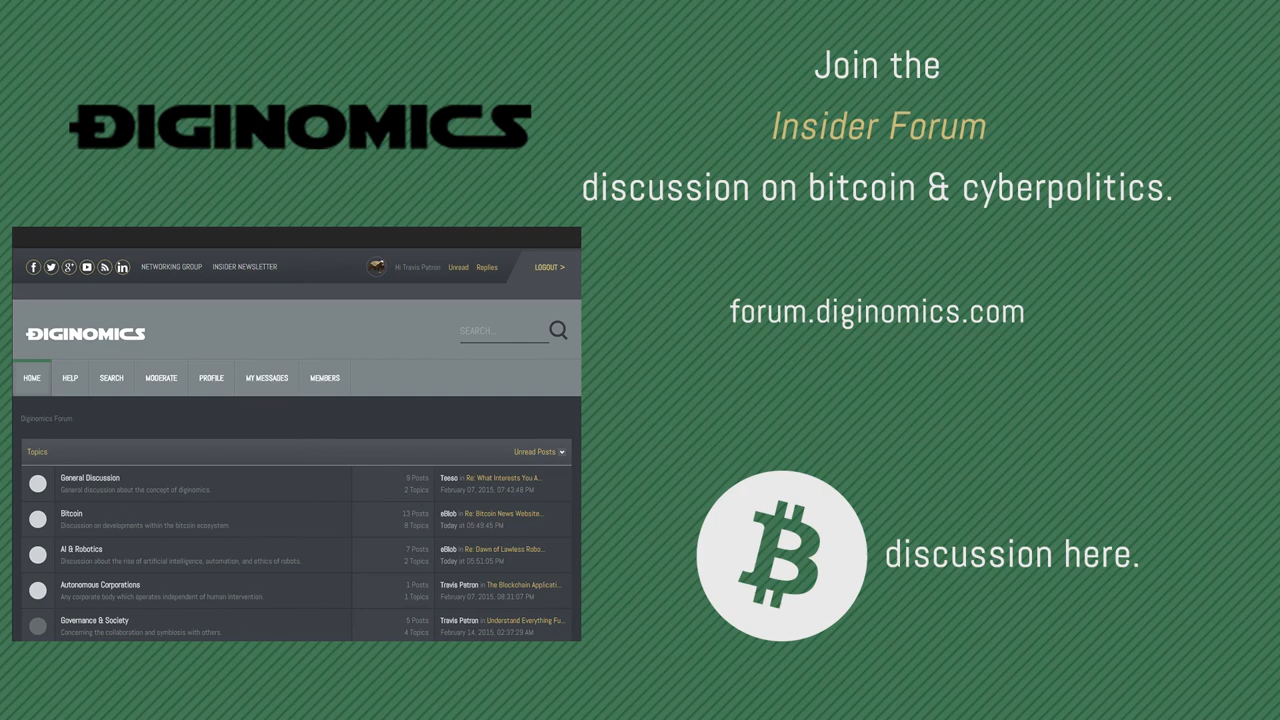 ĐIGINOMICS
Join the
Insider Forum
discussion on bitcoin & cyberpolitics.
forum.diginomics.com
discussion here.
NETWORKING GROUP INSIDER NEWSLETTER Hi Travis Patron Unread Replies LOGOUT >
ĐIGINOMICS SEARCH...
HOME HELP SEARCH MODERATE PROFILE MY MESSAGES MEMBERS
Diginomics Forum
Topics Unread Posts
General Discussion 9 Posts Teeso in Re: What Interests You A...
General discussion about the concept of diginomics. 2 Topics February 07, 2015, 07:43:48 PM
Bitcoin 13 Posts eBlob in Re: Bitcoin News Website...
Discussion on developments within the bitcoin ecosystem. 8 Topics Today at 05:49:45 PM
AI & Robotics 7 Posts eBlob in Re: Dawn of Lawless Robo...
Discussion about the rise of artificial intelligence, automation, and ethics of robots. 2 Topics Today at 05:51:05 PM
Autonomous Corporations 1 Posts Travis Patron in The Blockchain Applicati...
Any corporate body which operates independent of human intervention. 1 Topics February 07, 2015, 08:31:07 PM
Governance & Society 5 Posts Travis Patron in Understand Everything Fu...
Concerning the collaboration and symbiosis with others. 4 Topics February 14, 2015, 02:37:29 AM